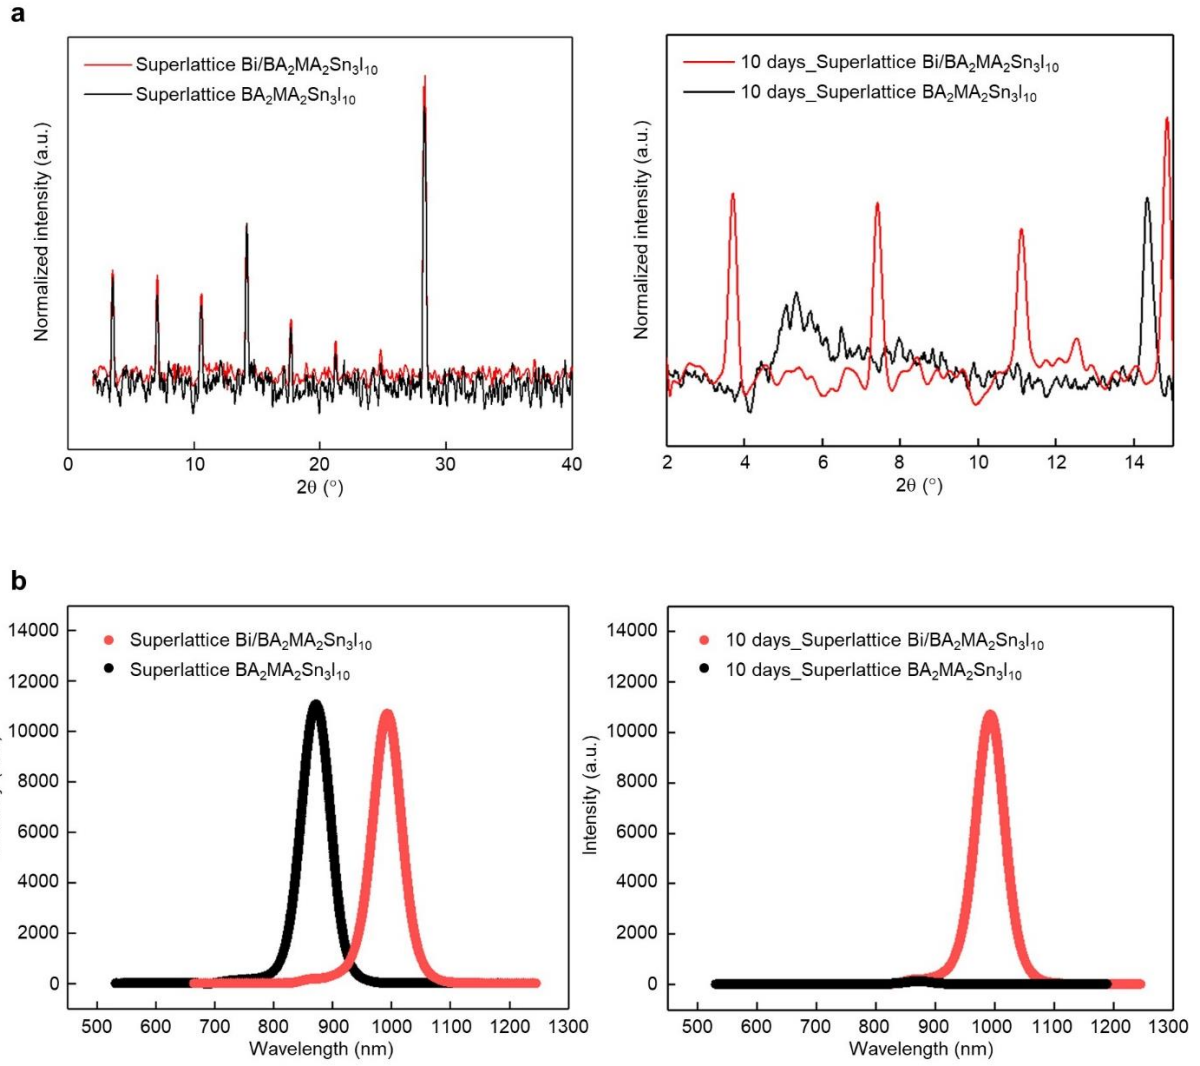 a
Superlattice Bi/BA₂MA₂Sn₃I₁₀
Superlattice BA₂MA₂Sn₃I₁₀
Normalized intensity (a.u.)
0 10 20 30 40
2θ (°)
10 days_Superlattice Bi/BA₂MA₂Sn₃I₁₀
10 days_Superlattice BA₂MA₂Sn₃I₁₀
Normalized intensity (a.u.)
2 4 6 8 10 12 14
2θ (°)
b
14000
12000
10000
8000
6000
4000
2000
0
Superlattice Bi/BA₂MA₂Sn₃I₁₀
Superlattice BA₂MA₂Sn₃I₁₀
500 600 700 800 900 1000 1100 1200 1300
Wavelength (nm)
Intensity (a.u.)
14000
12000
10000
8000
6000
4000
2000
0
10 days_Superlattice Bi/BA₂MA₂Sn₃I₁₀
10 days_Superlattice BA₂MA₂Sn₃I₁₀
500 600 700 800 900 1000 1100 1200 1300
Wavelength (nm)